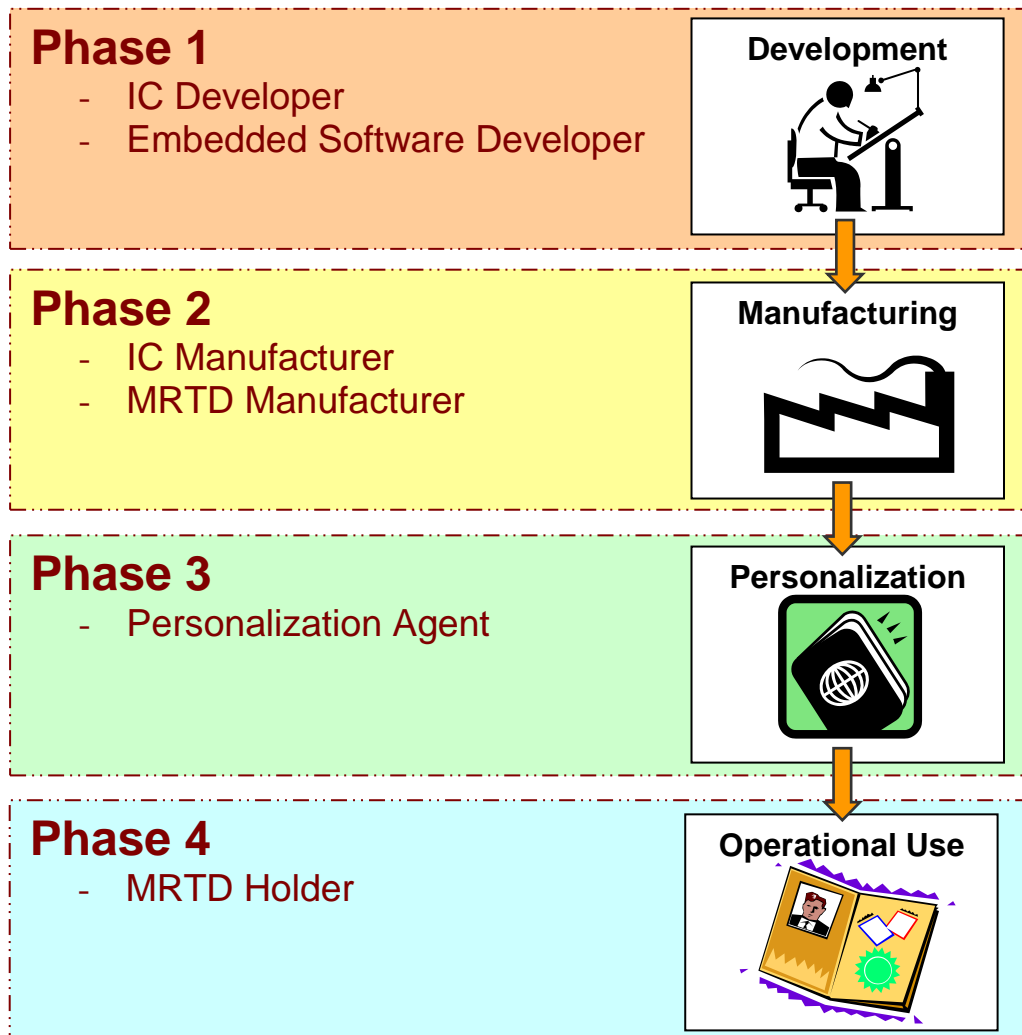 Phase 1
- IC Developer
- Embedded Software Developer
Development
Phase 2
- IC Manufacturer
- MRTD Manufacturer
Manufacturing
Phase 3
- Personalization Agent
Personalization
Phase 4
- MRTD Holder
Operational Use